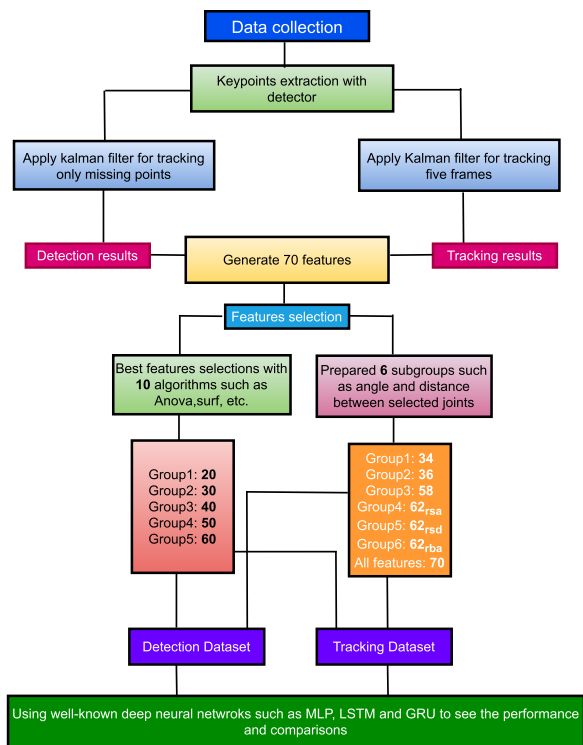 Data collection
Keypoints extraction with
detector
Apply kalman filter for tracking
only missing points
Apply Kalman filter for tracking
five frames
Detection results
Generate 70 features
Tracking results
Features selection
Best features selections with
10 algorithms such as
Anova,surf, etc.
Prepared 6 subgroups such
as angle and distance
between selected joints
Group1: 20
Group2: 30
Group3: 40
Group4: 50
Group5: 60
Group1: 34
Group2: 36
Group3: 58
Group4: 62rsa
Group5: 62rsd
Group6: 62rba
All features: 70
Detection Dataset
Tracking Dataset
Using well-known deep neural netwroks such as MLP, LSTM and GRU to see the performance
and comparisons